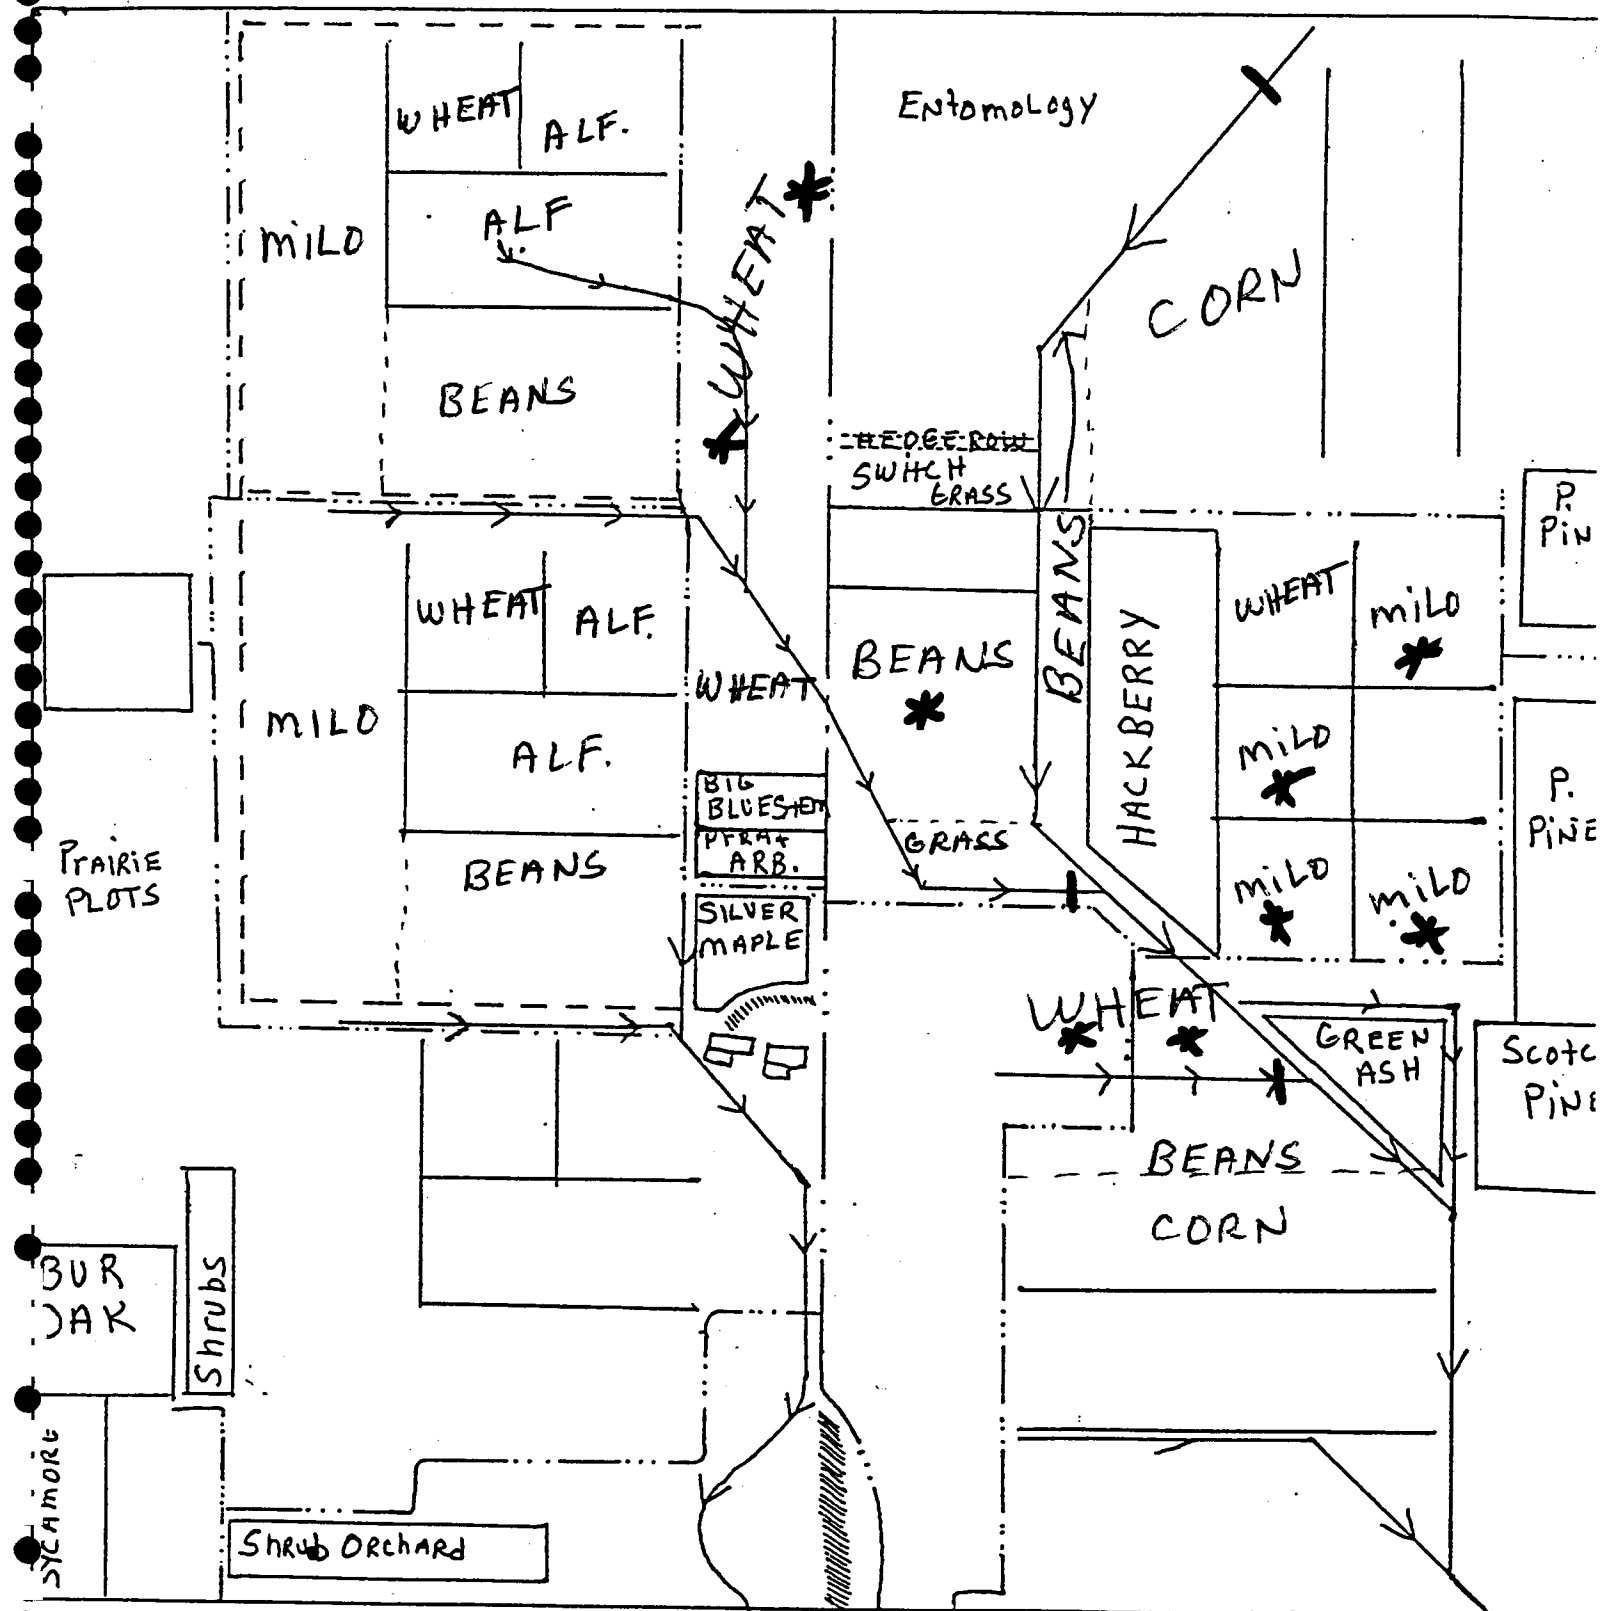 WHEAT
ALF.
Entomology
MILO
ALF.
WHEAT
CORN
BEANS
HEDGE ROW
SWITCH
GRASS
P.
PIN
WHEAT
ALF.
BEANS
BEANS
HACKBERRY
WHEAT
MILO
MILO
ALF.
WHEAT
MILO
BIG
BLUESTEM
ARB.
GRASS
P.
PINE
PrAIRIE
PLOTS
BEANS
MILO
MILO
SILVER
MAPLE
WHEAT
GREEN
ASH
Scotc
PINE
BEANS
CORN
BUR
OAK
Shrubs
SYCAMORE
Shrub Orchard